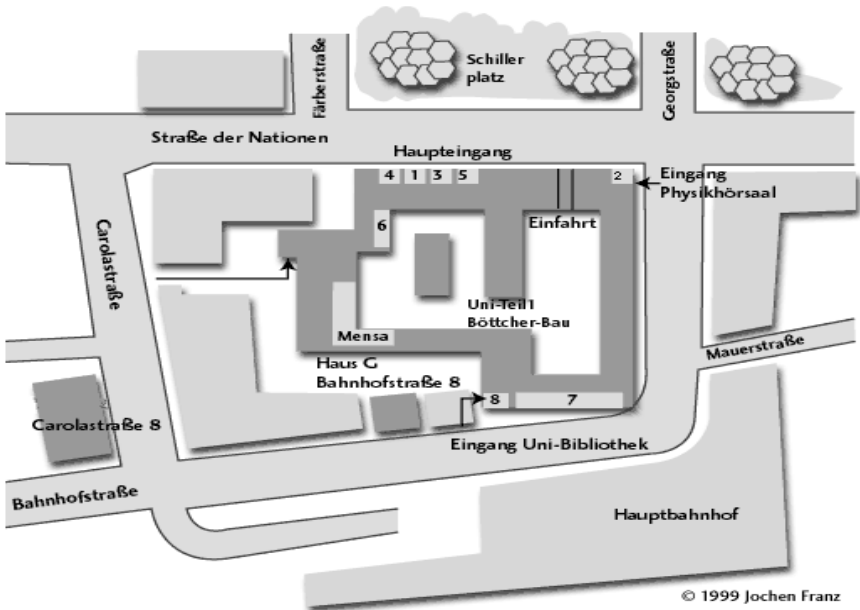 Färberstraße
Schiller
platz
Georgstraße
Straße der Nationen
Haupteingang
4 1 3 5
2
Eingang
Physikhörsaal
6
Einfahrt
Carolastraße
Uni-Teil1
Böttcher-Bau
Mensa
Mauerstraße
Haus G
Bahnhofstraße 8
8
7
Carolastraße 8
Eingang Uni-Bibliothek
Bahnhofstraße
Hauptbahnhof
© 1999 Jochen Franz